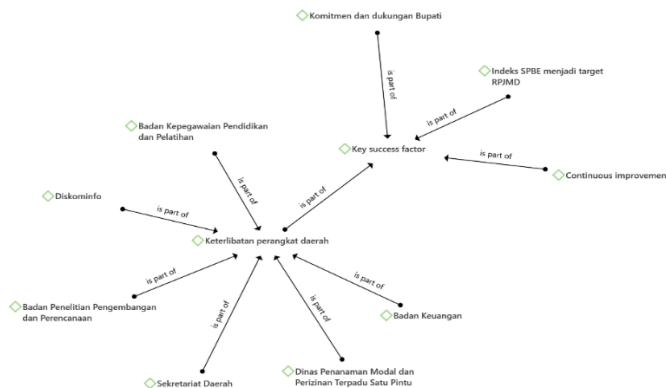 Komitmen dan dukungan Bupati
is part of
Indeks SPBE menjadi target
RPJMD
is part of
Badan Kepegawaian Pendidikan
dan Pelatihan
Key success factor
is part of
Continuous improvement
is part of
is part of
Diskominfo
is part of
Keterlibatan perangkat daerah
is part of
is part of
is part of
is part of
Badan Penelitian Pengembangan
dan Perencanaan
Badan Keuangan
Sekretariat Daerah
Dinas Penanaman Modal dan
Perizinan Terpadu Satu Pintu